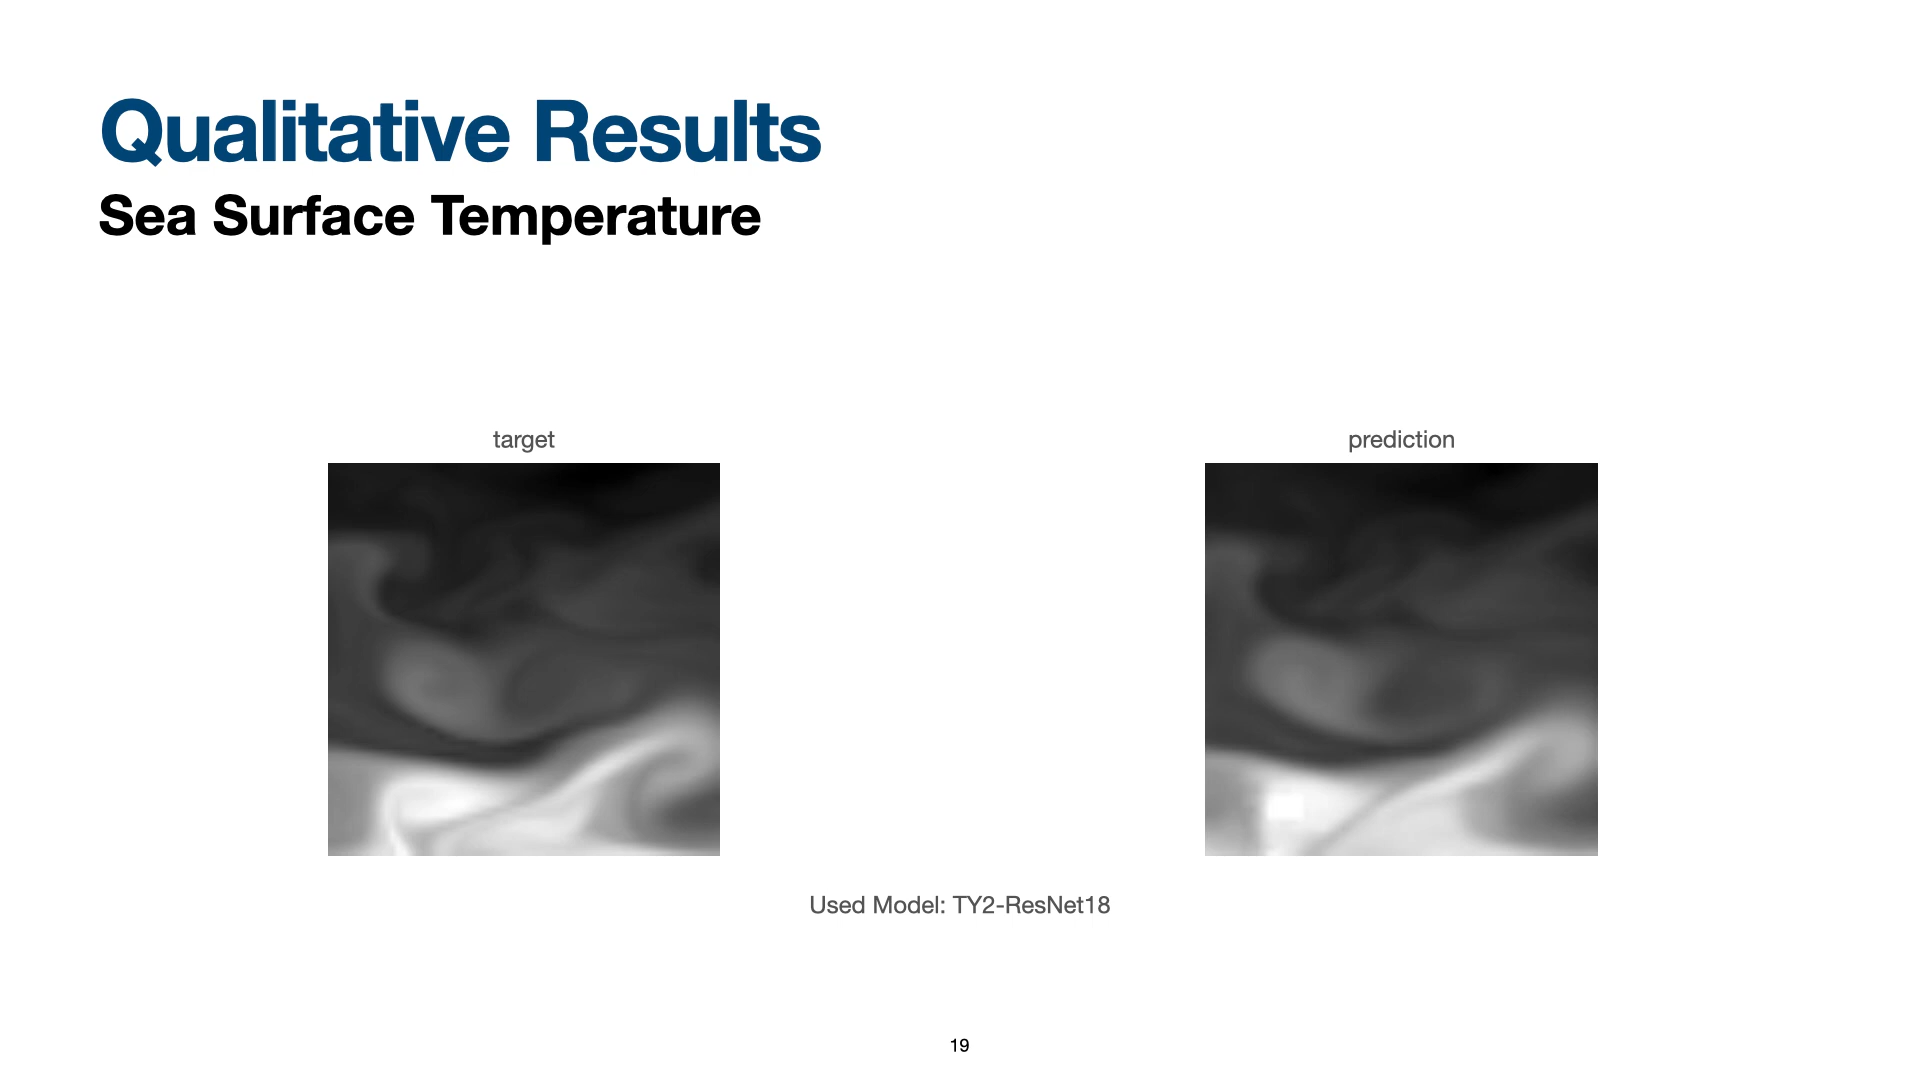 Qualitative Results
Sea Surface Temperature
target
prediction
Used Model: TY2-ResNet18
19